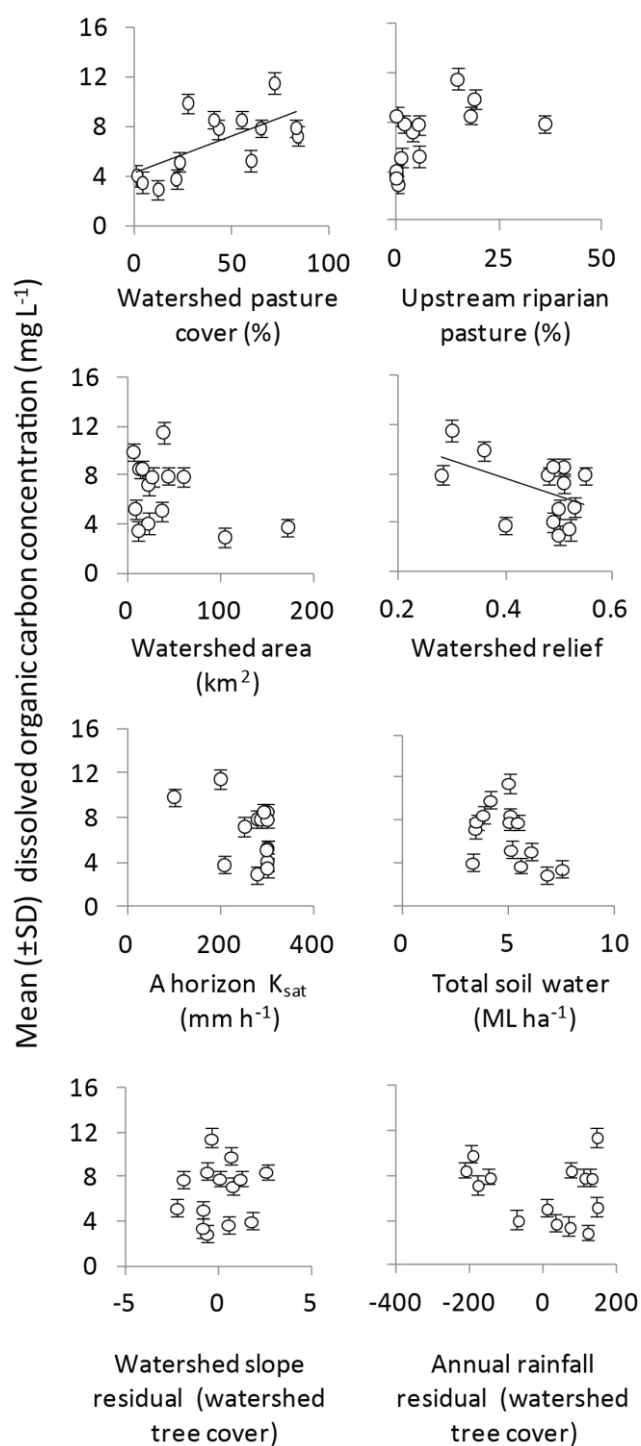 Mean (±SD) dissolved organic carbon concentration (mg L⁻¹)
16
12
8
4
0
0 50 100
Watershed pasture
cover (%)
0 25 50
Upstream riparian
pasture (%)
16
12
8
4
0
0 100 200
Watershed area
(km²)
0.2 0.4 0.6
Watershed relief
16
12
8
4
0
0 200 400
A horizon Ksat
(mm h⁻¹)
0 5 10
Total soil water
(ML ha⁻¹)
16
12
8
4
0
-5 0 5
Watershed slope
residual (watershed
tree cover)
-400 -200 0 200
Annual rainfall
residual (watershed
tree cover)